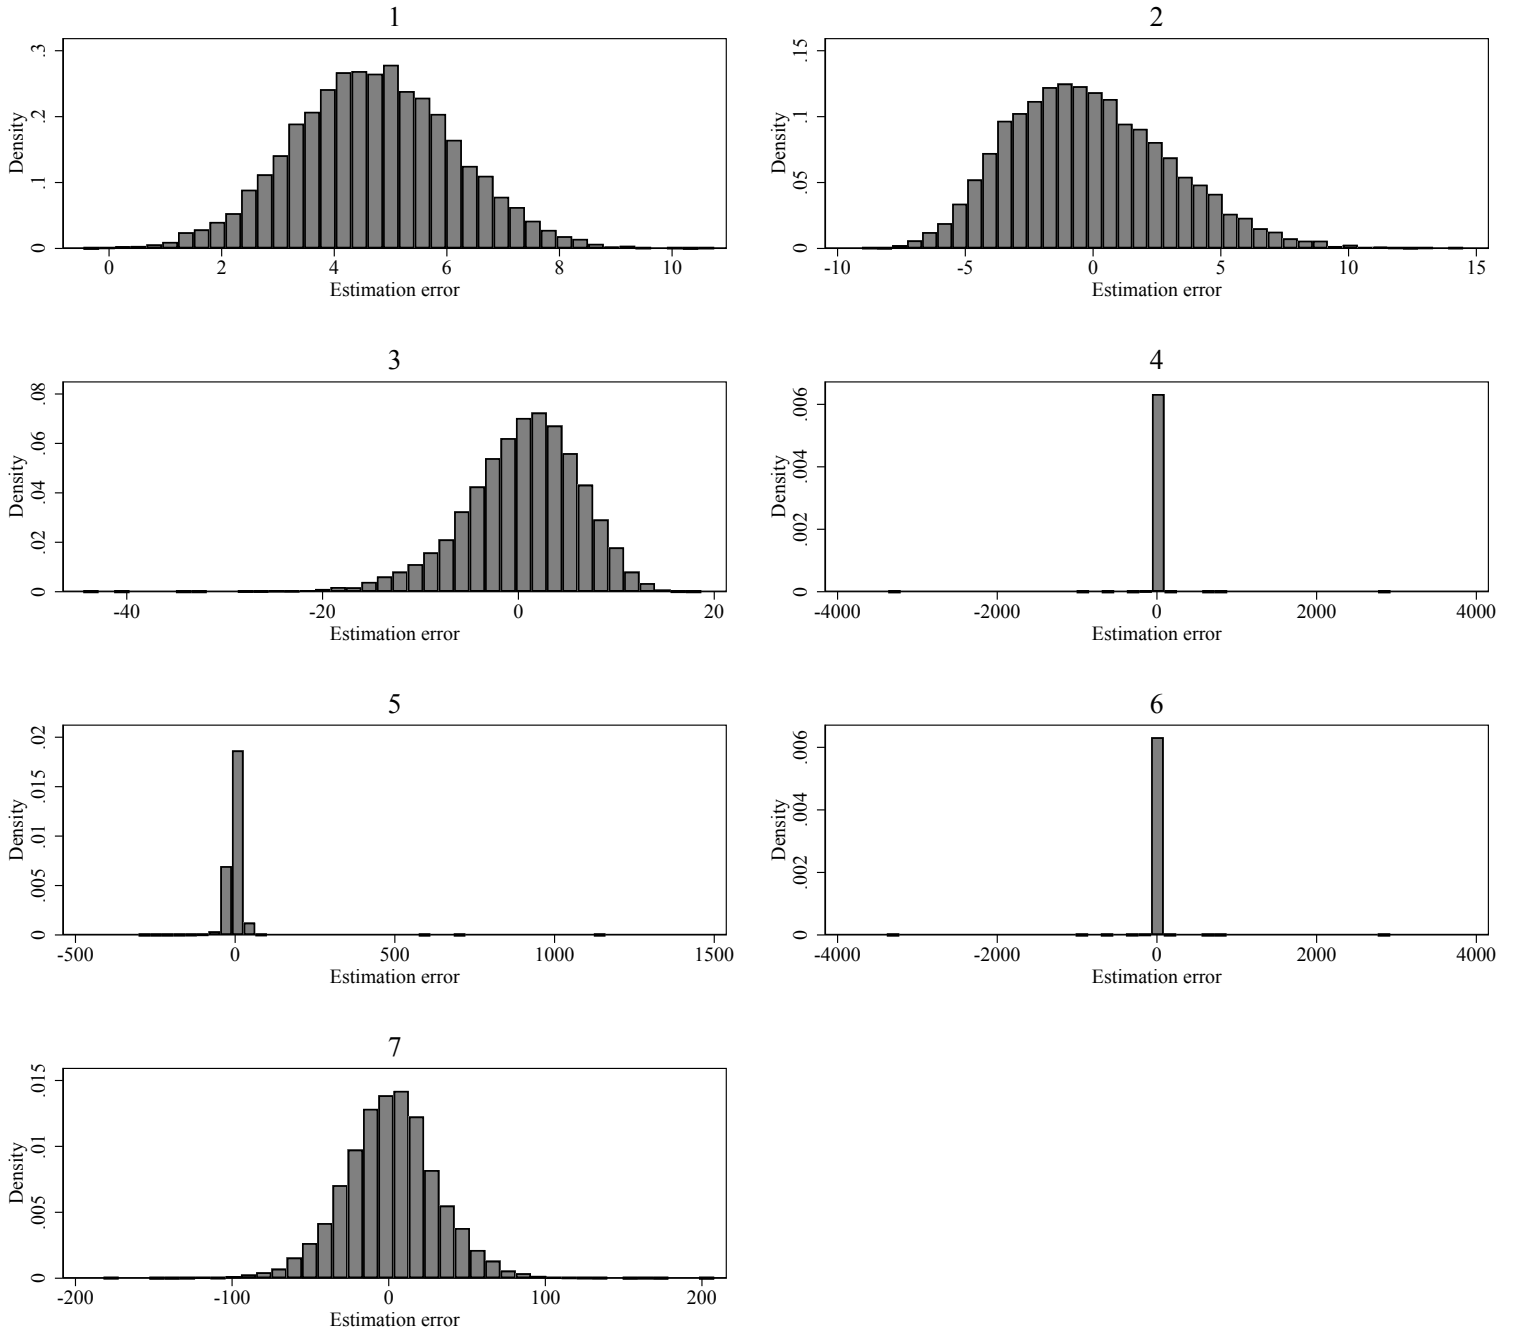 1
Density
.3
.2
.1
0
0 2 4 6 8 10
Estimation error
2
Density
.15
.1
.05
0
-10 -5 0 5 10 15
Estimation error
3
Density
.08
.06
.04
.02
0
-40 -20 0 20
Estimation error
4
Density
.006
.004
.002
0
-4000 -2000 0 2000 4000
Estimation error
5
Density
.02
.015
.01
.005
0
-500 0 500 1000 1500
Estimation error
6
Density
.006
.004
.002
0
-4000 -2000 0 2000 4000
Estimation error
7
Density
.015
.01
.005
0
-200 -100 0 100 200
Estimation error